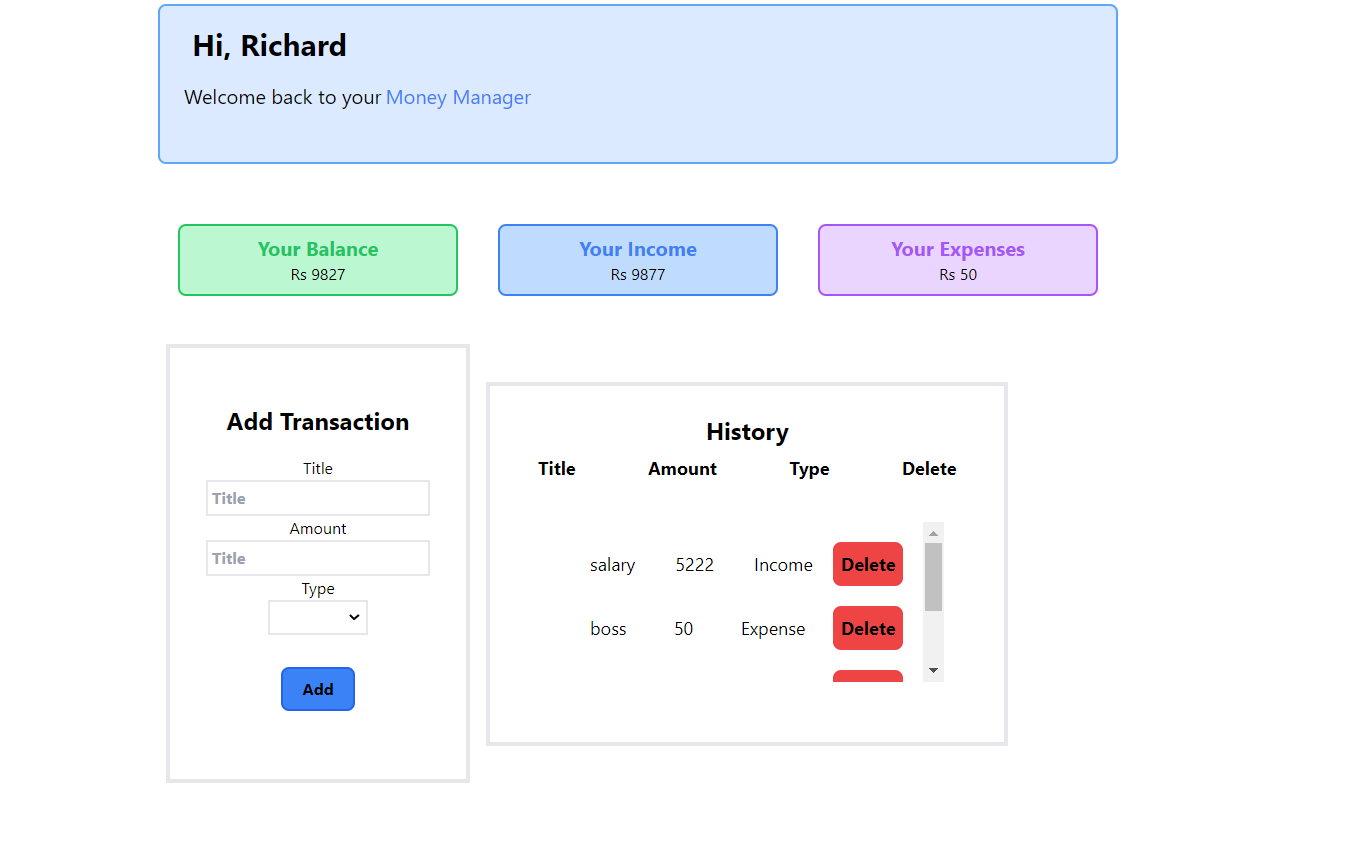 Hi, Richard
Welcome back to your Money Manager
Your Balance
Rs 9827
Your Income
Rs 9877
Your Expenses
Rs 50
Add Transaction
Title
Title
Amount
Title
Type
Add
History
Title Amount Type Delete
salary 5222 Income Delete
boss 50 Expense Delete